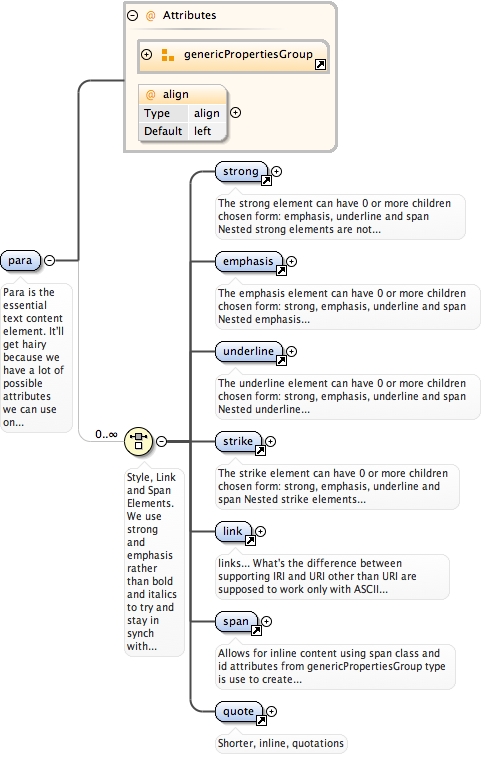 Attributes
genericPropertiesGroup
align
Type align
Default left
para
Para is the
essential
text content
element. It'll
get hairy
because we
have a lot of
possible
attributes
we can use
on...
0..∞
Style, Link
and Span
Elements.
We use
strong
and
emphasis
rather
than bold
and italics
to try and
stay in
synch
with...
strong
The strong element can have 0 or more children
chosen form: emphasis, underline and span
Nested strong elements are not...
emphasis
The emphasis element can have 0 or more children
chosen form: strong, emphasis, underline and span
Nested emphasis...
underline
The underline element can have 0 or more children
chosen form: strong, emphasis, underline and span
Nested underline...
strike
The strike element can have 0 or more children
chosen form: strong, emphasis, underline and
span Nested strike elements...
link
links... What's the difference between
supporting IRI and URI other than URI are
supposed to work only with ASCII...
span
Allows for inline content using span class and
id attributes from genericPropertiesGroup type
is use to create...
quote
Shorter, inline, quotations